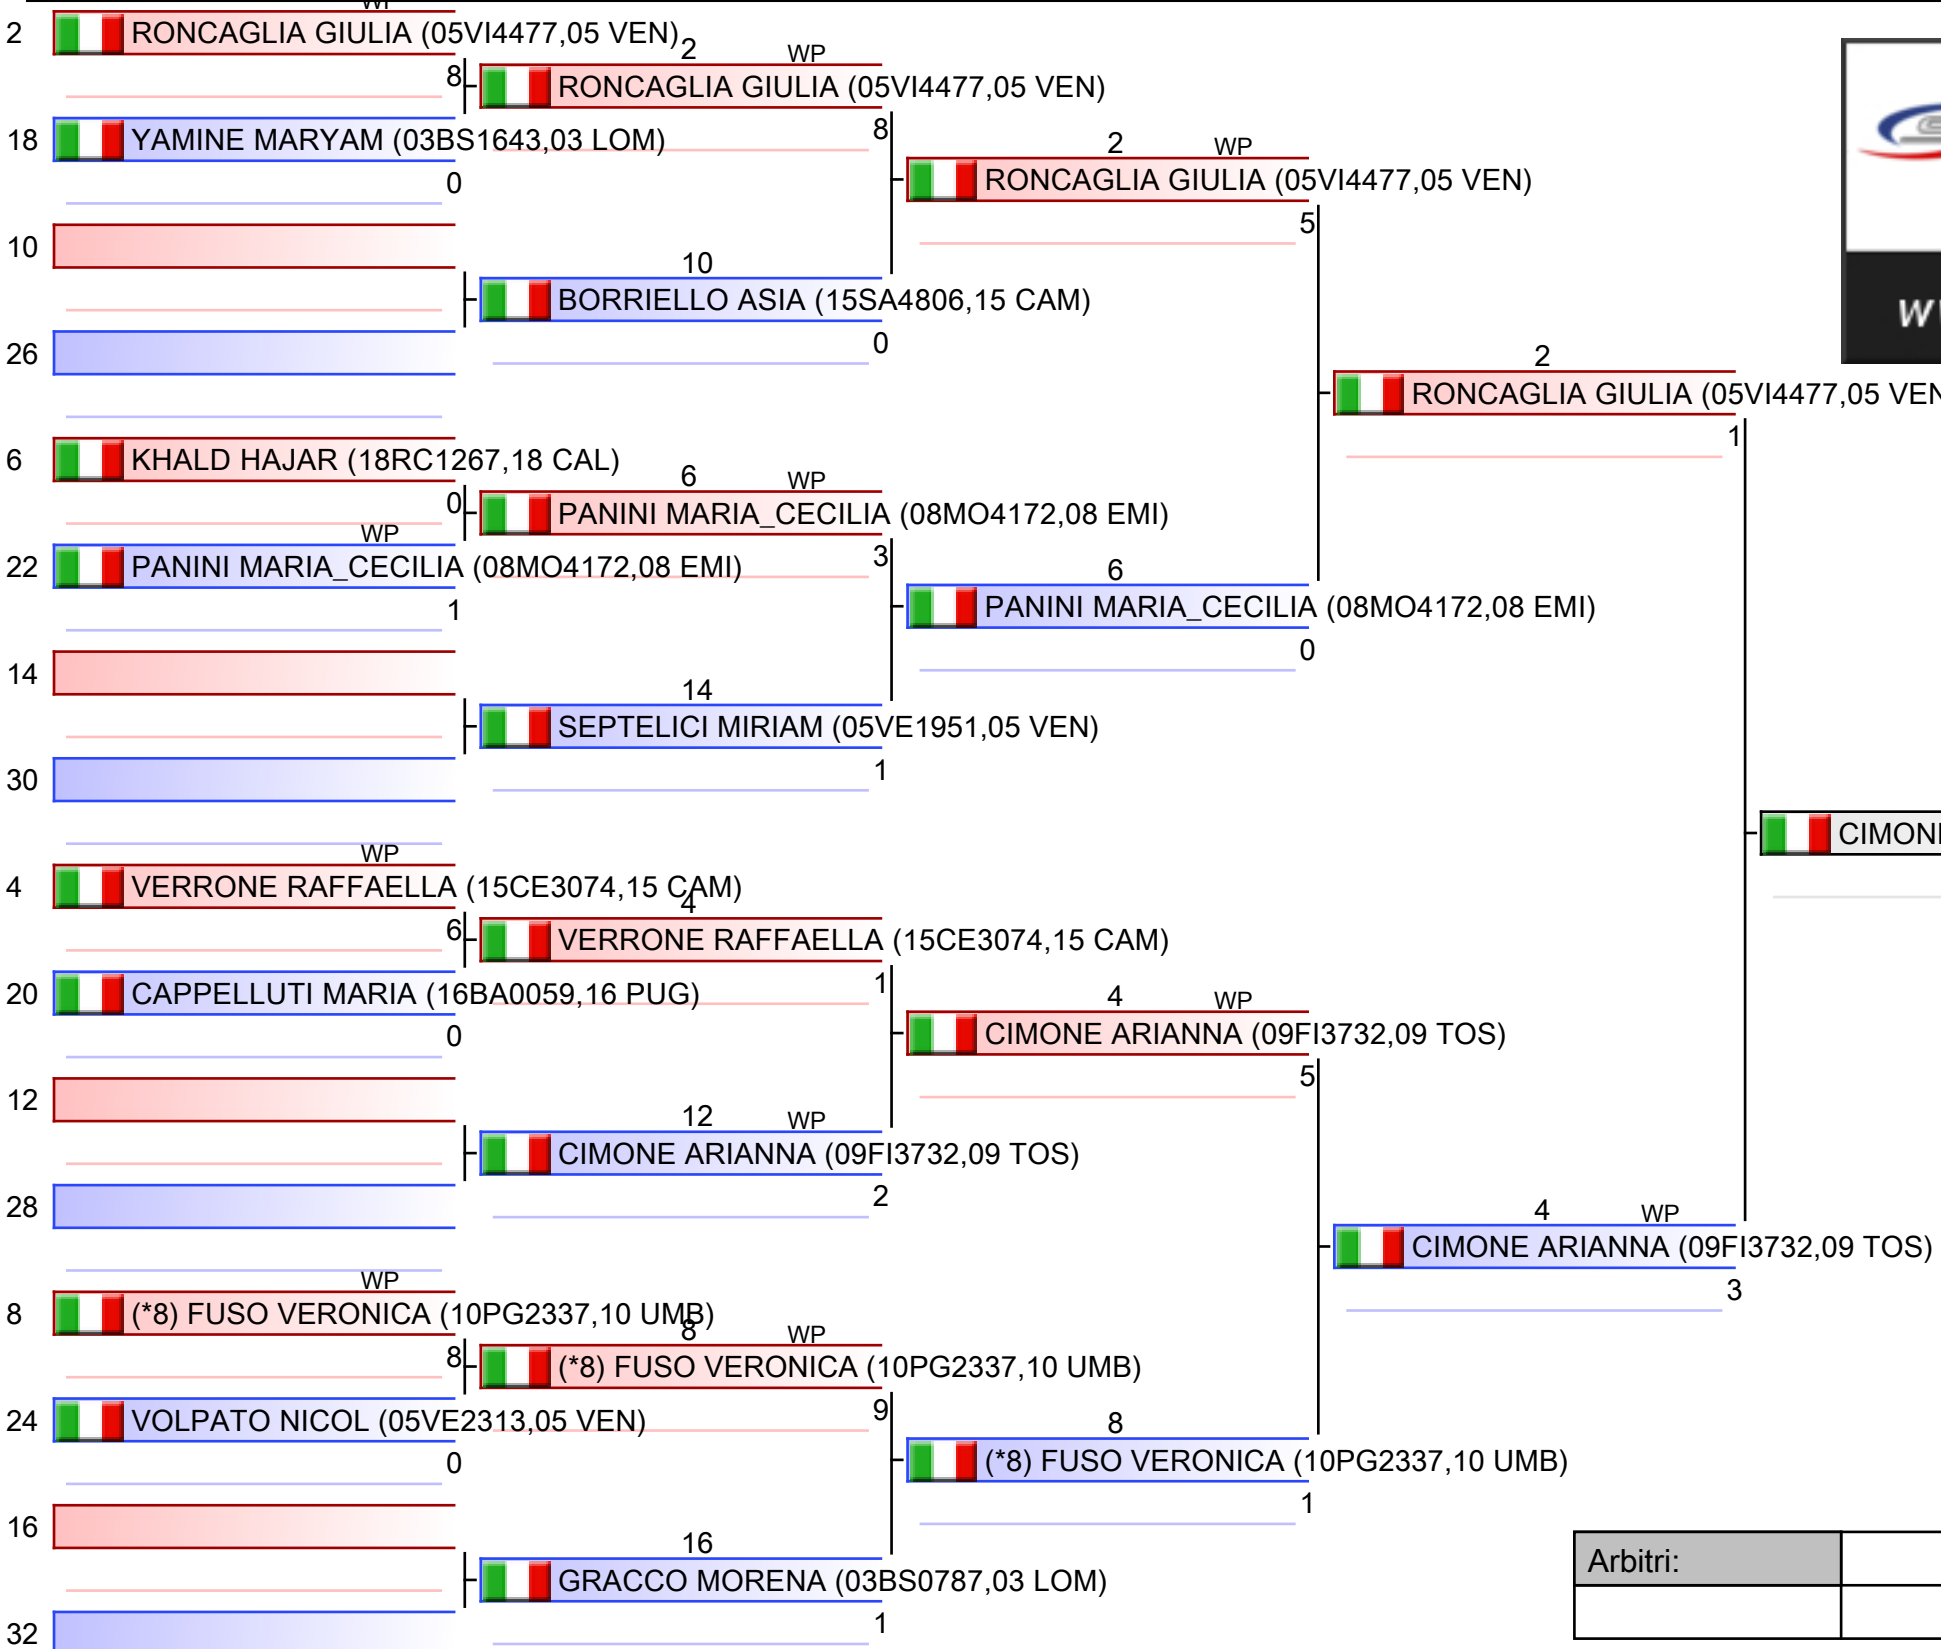 WP
2 RONCAGLIA GIULIA (05VI4477,05 VEN)
2 WP
8 RONCAGLIA GIULIA (05VI4477,05 VEN)
18 YAMINE MARYAM (03BS1643,03 LOM)
0
8
2 WP
RONCAGLIA GIULIA (05VI4477,05 VEN)
5
10
10
BORRIELLO ASIA (15SA4806,15 CAM)
0
26
2
RONCAGLIA GIULIA (05VI4477,05 VEN
1
6 KHALD HAJAR (18RC1267,18 CAL)
6 WP
0 PANINI MARIA_CECILIA (08MO4172,08 EMI)
WP
22 PANINI MARIA_CECILIA (08MO4172,08 EMI)
1
3
6
PANINI MARIA_CECILIA (08MO4172,08 EMI)
0
14
14
SEPTELICI MIRIAM (05VE1951,05 VEN)
1
30
CIMONE
WP
4 VERRONE RAFFAELLA (15CE3074,15 CAM)
4
6 VERRONE RAFFAELLA (15CE3074,15 CAM)
20 CAPPELLUTI MARIA (16BA0059,16 PUG)
0
1
4 WP
CIMONE ARIANNA (09FI3732,09 TOS)
5
12
12 WP
CIMONE ARIANNA (09FI3732,09 TOS)
2
28
4 WP
CIMONE ARIANNA (09FI3732,09 TOS)
3
WP
8 (*8) FUSO VERONICA (10PG2337,10 UMB)
8 WP
8 (*8) FUSO VERONICA (10PG2337,10 UMB)
24 VOLPATO NICOL (05VE2313,05 VEN)
0
9
8
(*8) FUSO VERONICA (10PG2337,10 UMB)
1
16
16
GRACCO MORENA (03BS0787,03 LOM)
1
32
Arbitri: